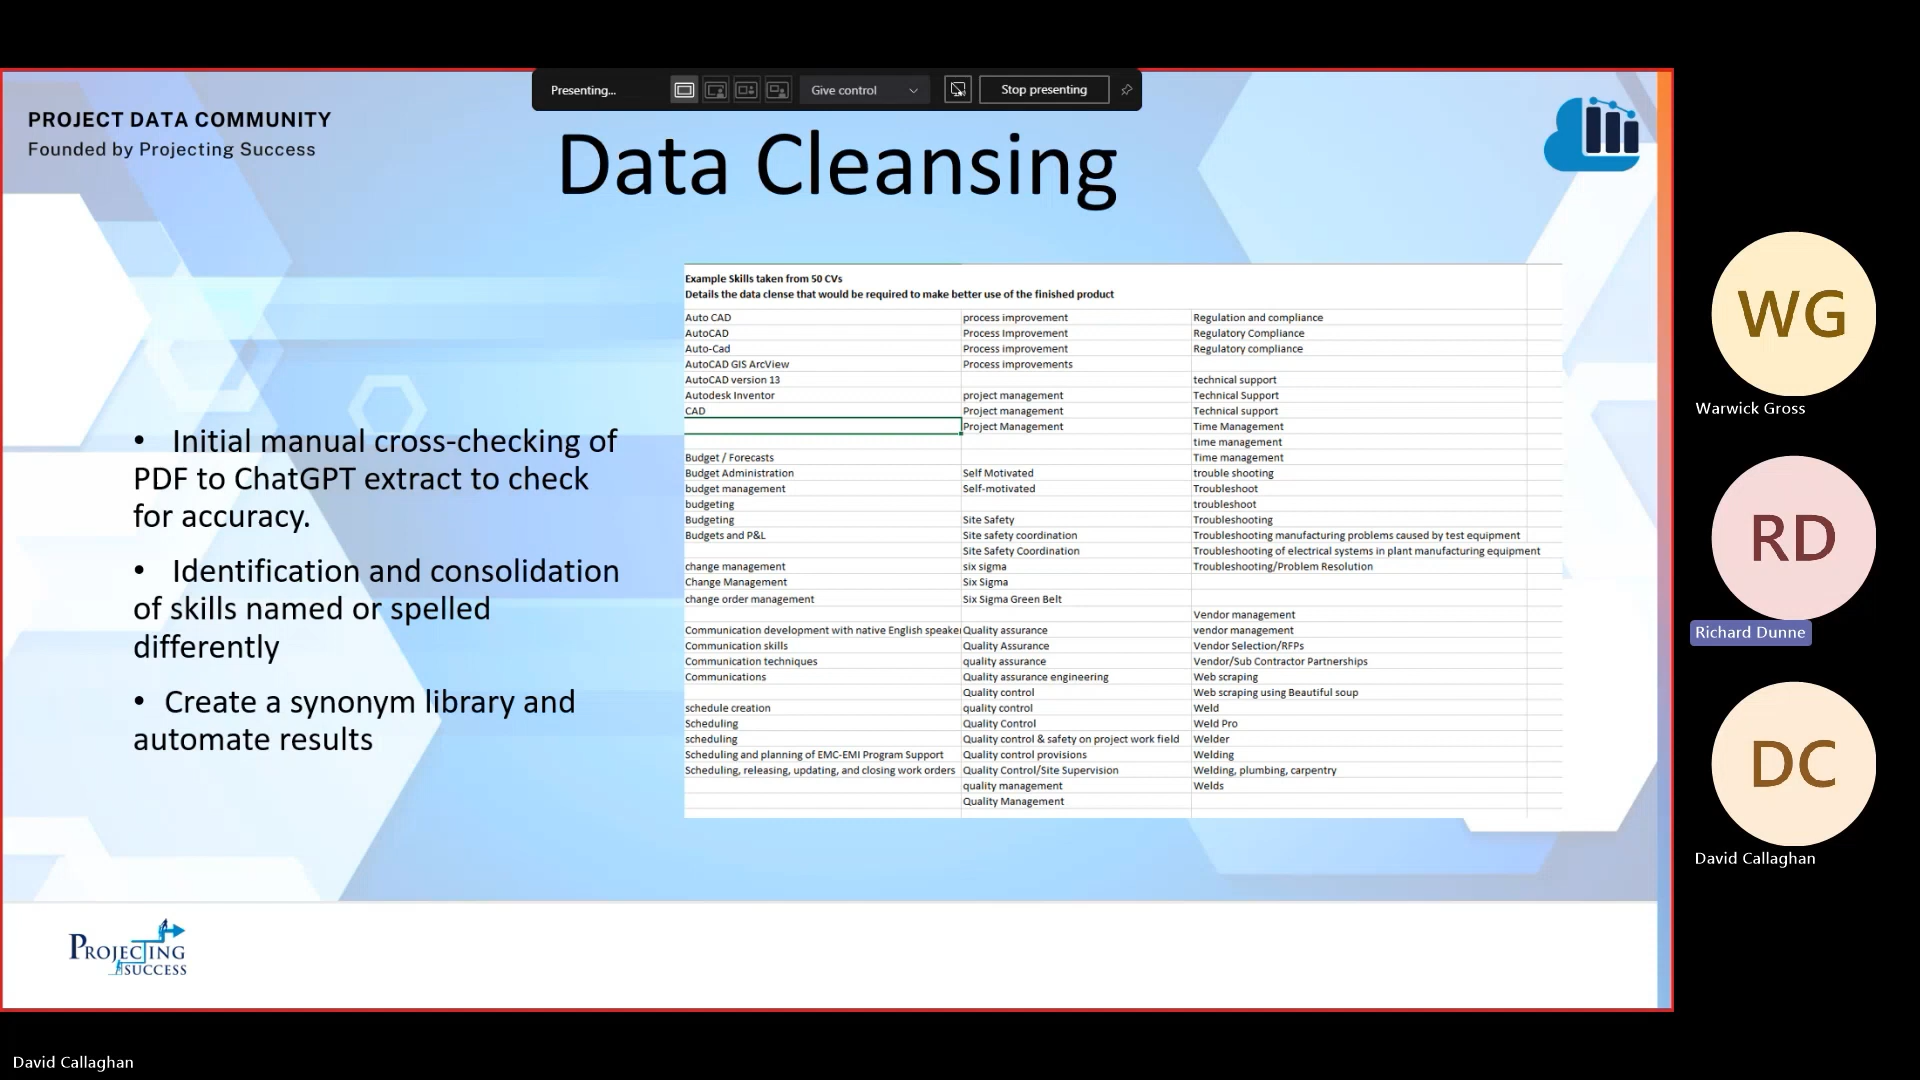 Presenting...
Give control
Stop presenting
PROJECT DATA COMMUNITY
Founded by Projecting Success
Data Cleansing
• Initial manual cross-checking of
PDF to ChatGPT extract to check
for accuracy.
• Identification and consolidation
of skills named or spelled
differently
• Create a synonym library and
automate results
Example Skills taken from 50 CVs
Details the data clense that would be required to make better use of the finished product
Auto CAD process improvement Regulation and compliance
AutoCAD Process Improvement Regulatory Compliance
Auto-Cad Process improvement Regulatory compliance
AutoCAD GIS ArcView Process improvements
AutoCAD version 13 technical support
Autodesk Inventor project management Technical Support
CAD Project management Technical support
Project Management Time Management
time management
Budget / Forecasts Time management
Budget Administration Self Motivated trouble shooting
budget management Self-motivated Troubleshoot
budgeting troubleshoot
Budgeting Site Safety Troubleshooting
Budgets and P&L Site safety coordination Troubleshooting manufacturing problems caused by test equipment
Site Safety Coordination Troubleshooting of electrical systems in plant manufacturing equipment
change management six sigma Troubleshooting/Problem Resolution
Change Management Six Sigma
change order management Six Sigma Green Belt
Vendor management
Communication development with native English speake Quality assurance vendor management
Communication skills Quality Assurance Vendor Selection/RFPs
Communication techniques quality assurance Vendor/Sub Contractor Partnerships
Communications Quality assurance engineering Web scraping
Quality control Web scraping using Beautiful soup
schedule creation quality control Weld
Scheduling Quality Control Weld Pro
scheduling Quality control & safety on project work field Welder
Scheduling and planning of EMC-EMI Program Support Quality control provisions Welding
Scheduling, releasing, updating, and closing work orders Quality Control/Site Supervision Welding, plumbing, carpentry
quality management Welds
Quality Management
PROJECTING
SUCCESS
WG
Warwick Gross
RD
Richard Dunne
DC
David Callaghan
David Callaghan